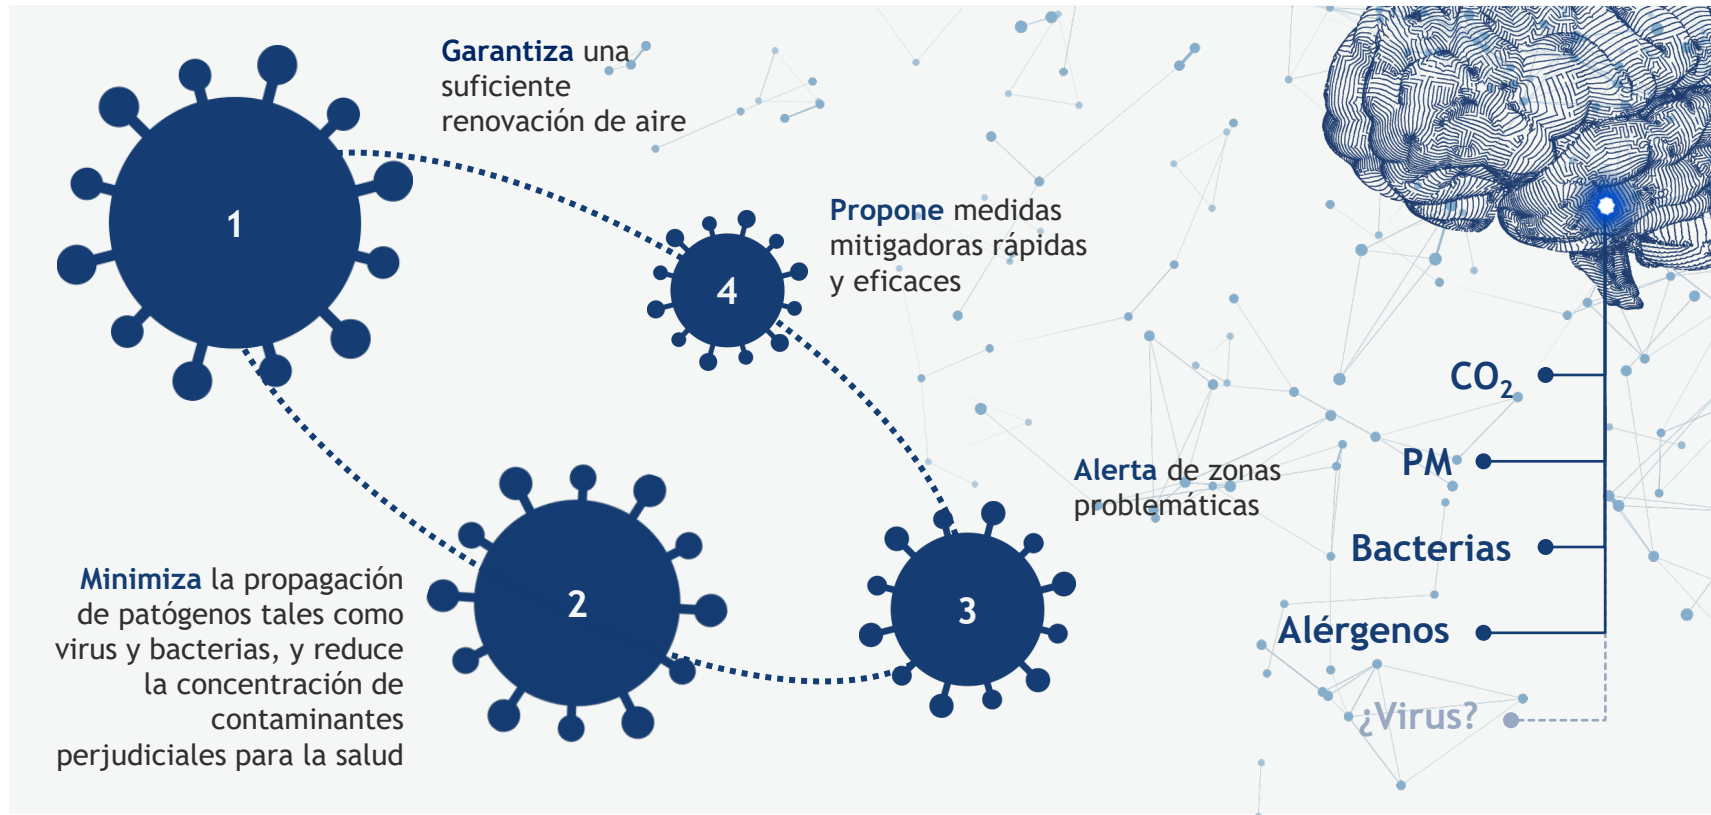 Garantiza una
suficiente
renovación de aire
1
Propone medidas
mitigadoras rápidas
y eficaces
4
CO₂
PM
Alerta de zonas
problemáticas
Bacterias
Minimiza la propagación
de patógenos tales como
virus y bacterias, y reduce
la concentración de
contaminantes
perjudiciales para la salud
2
3
Alérgenos
¿Virus?